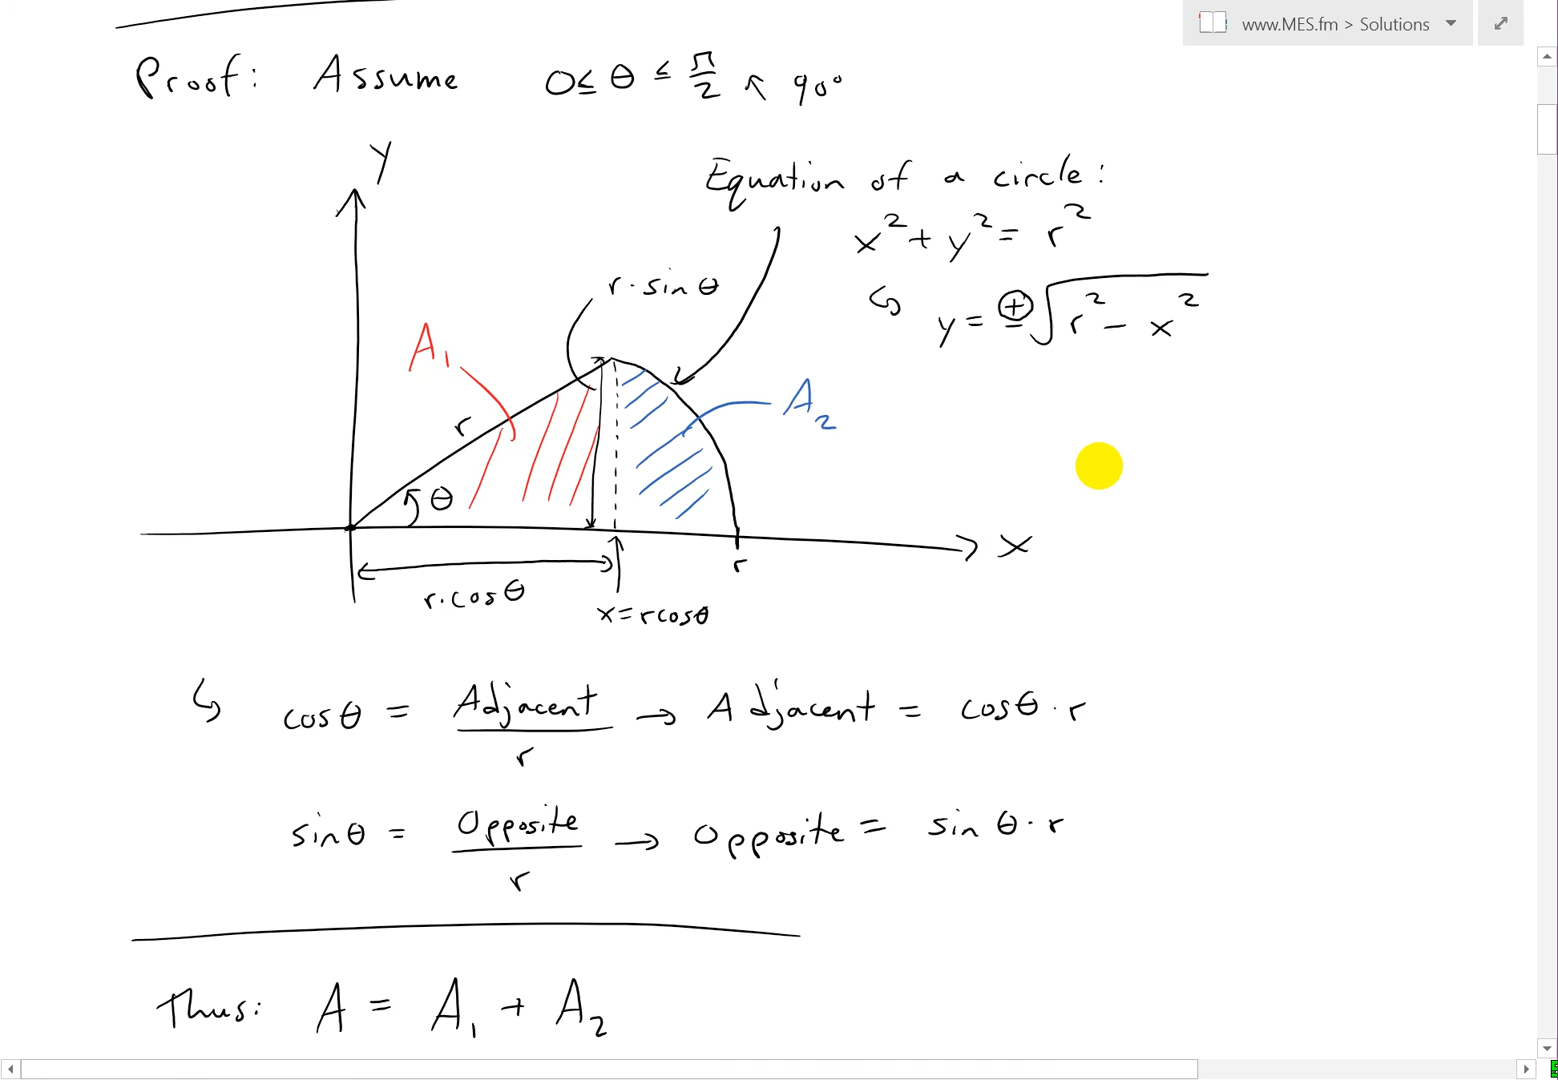 www.MES.fm > Solutions
Proof: Assume 0 ≤ θ ≤ π/2 ↖ 90°
y
Equation of a circle:
x² + y² = r²
r · sin θ
↳ y = ±√(r² − x²)
A₁
A₂
r
θ
x
r
r · cos θ
x = r cos θ
↳ cos θ = Adjacent / r → Adjacent = cos θ · r
sin θ = Opposite / r → Opposite = sin θ · r
Thus: A = A₁ + A₂